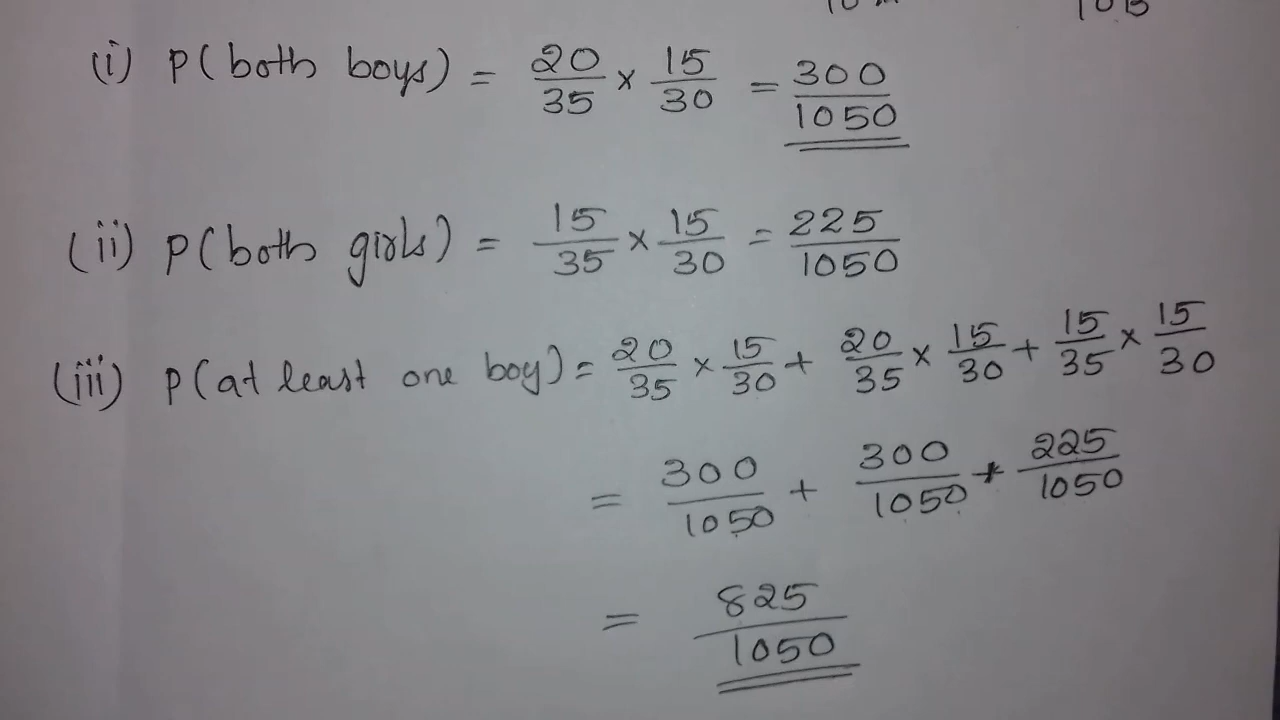 10B
(i) P(both boys) = 20/35 × 15/30 = 300/1050
(ii) P(both girls) = 15/35 × 15/30 = 225/1050
(iii) P(at least one boy) = 20/35 × 15/30 + 20/35 × 15/30 + 15/35 × 15/30
= 300/1050 + 300/1050 + 225/1050
= 825/1050